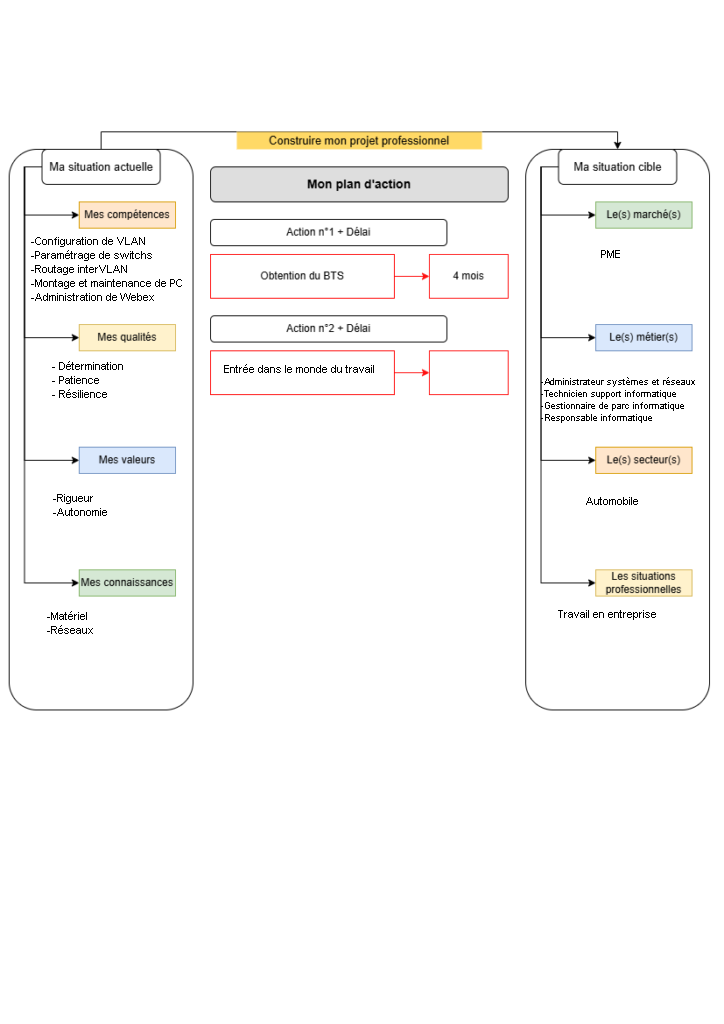 Construire mon projet professionnel
Ma situation actuelle
Mes compétences
-Configuration de VLAN
-Paramétrage de switchs
-Routage interVLAN
-Montage et maintenance de PC
-Administration de Webex
Mes qualités
- Détermination
- Patience
- Résilience
Mes valeurs
-Rigueur
-Autonomie
Mes connaissances
-Matériel
-Réseaux
Mon plan d'action
Action n°1 + Délai
Obtention du BTS
4 mois
Action n°2 + Délai
Entrée dans le monde du travail
Ma situation cible
Le(s) marché(s)
PME
Le(s) métier(s)
-Administrateur systèmes et réseaux
-Technicien support informatique
-Gestionnaire de parc informatique
-Responsable informatique
Le(s) secteur(s)
Automobile
Les situations
professionnelles
Travail en entreprise